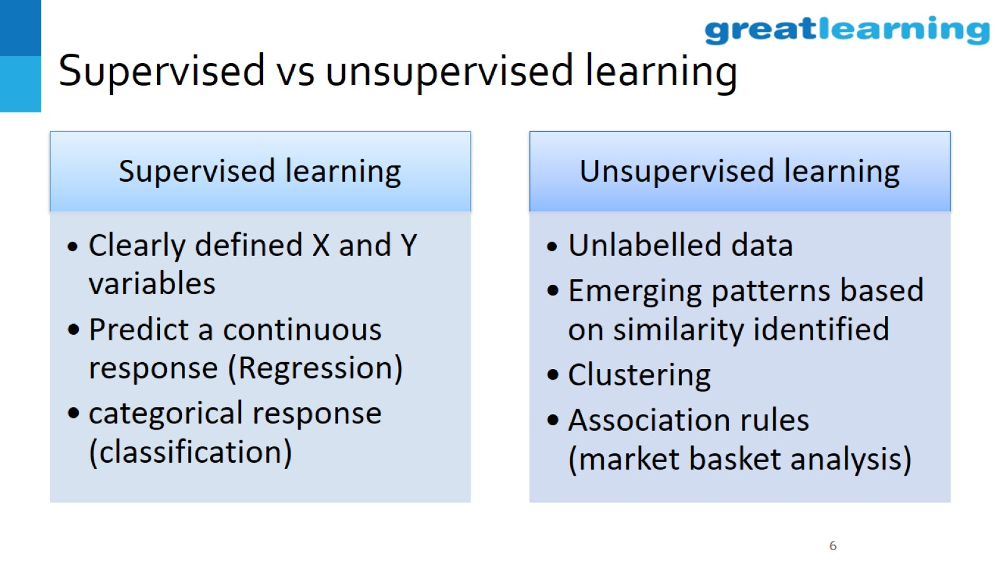 greatlearning
Supervised vs unsupervised learning
Supervised learning
• Clearly defined X and Y
variables
• Predict a continuous
response (Regression)
• categorical response
(classification)
Unsupervised learning
• Unlabelled data
• Emerging patterns based
on similarity identified
• Clustering
• Association rules
(market basket analysis)
6